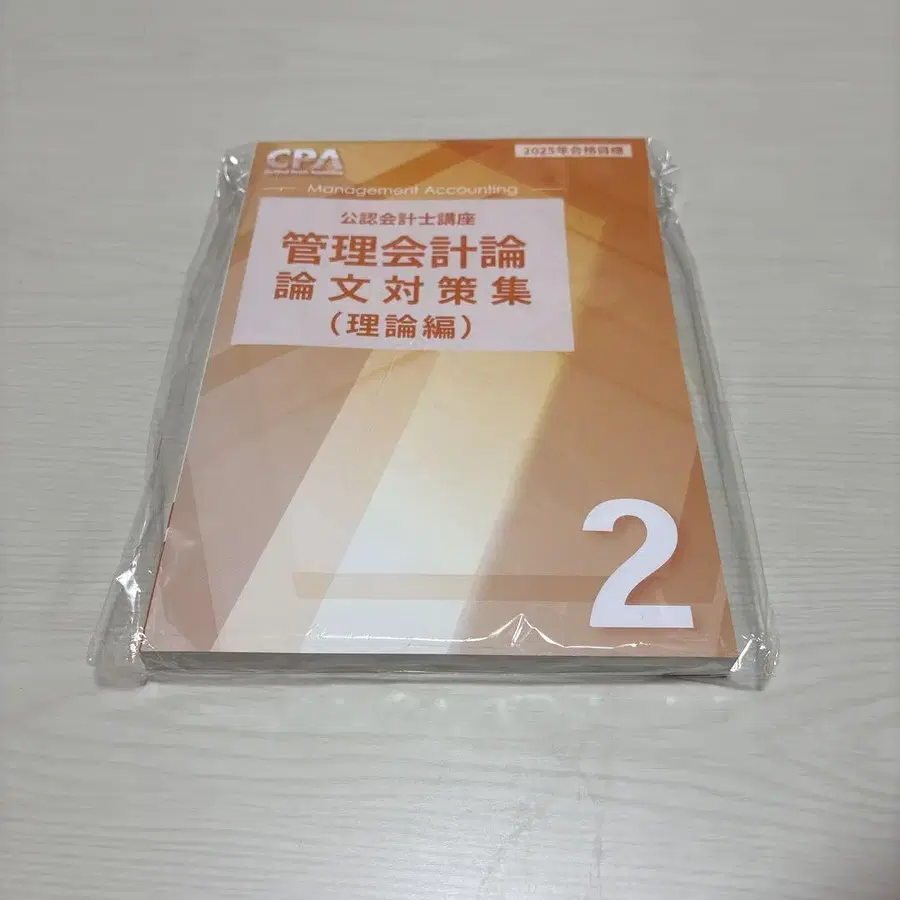 CPA
2025年合格目標
Management Accounting
公認会計士講座
管理会計論
論文対策集
（理論編）
2